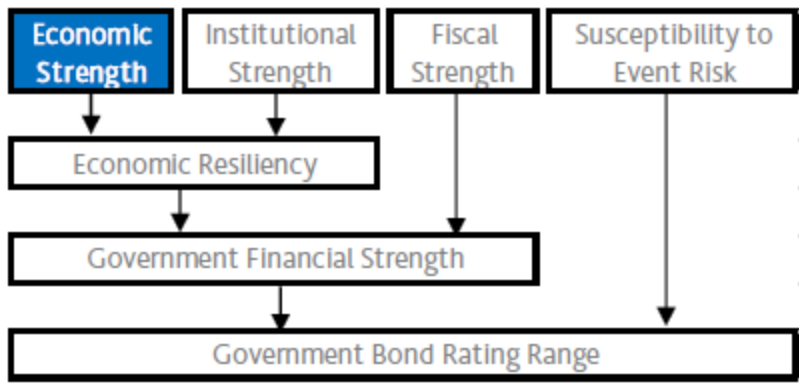 Economic
Strength
Institutional
Strength
Fiscal
Strength
Susceptibility to
Event Risk
Economic Resiliency
Government Financial Strength
Government Bond Rating Range